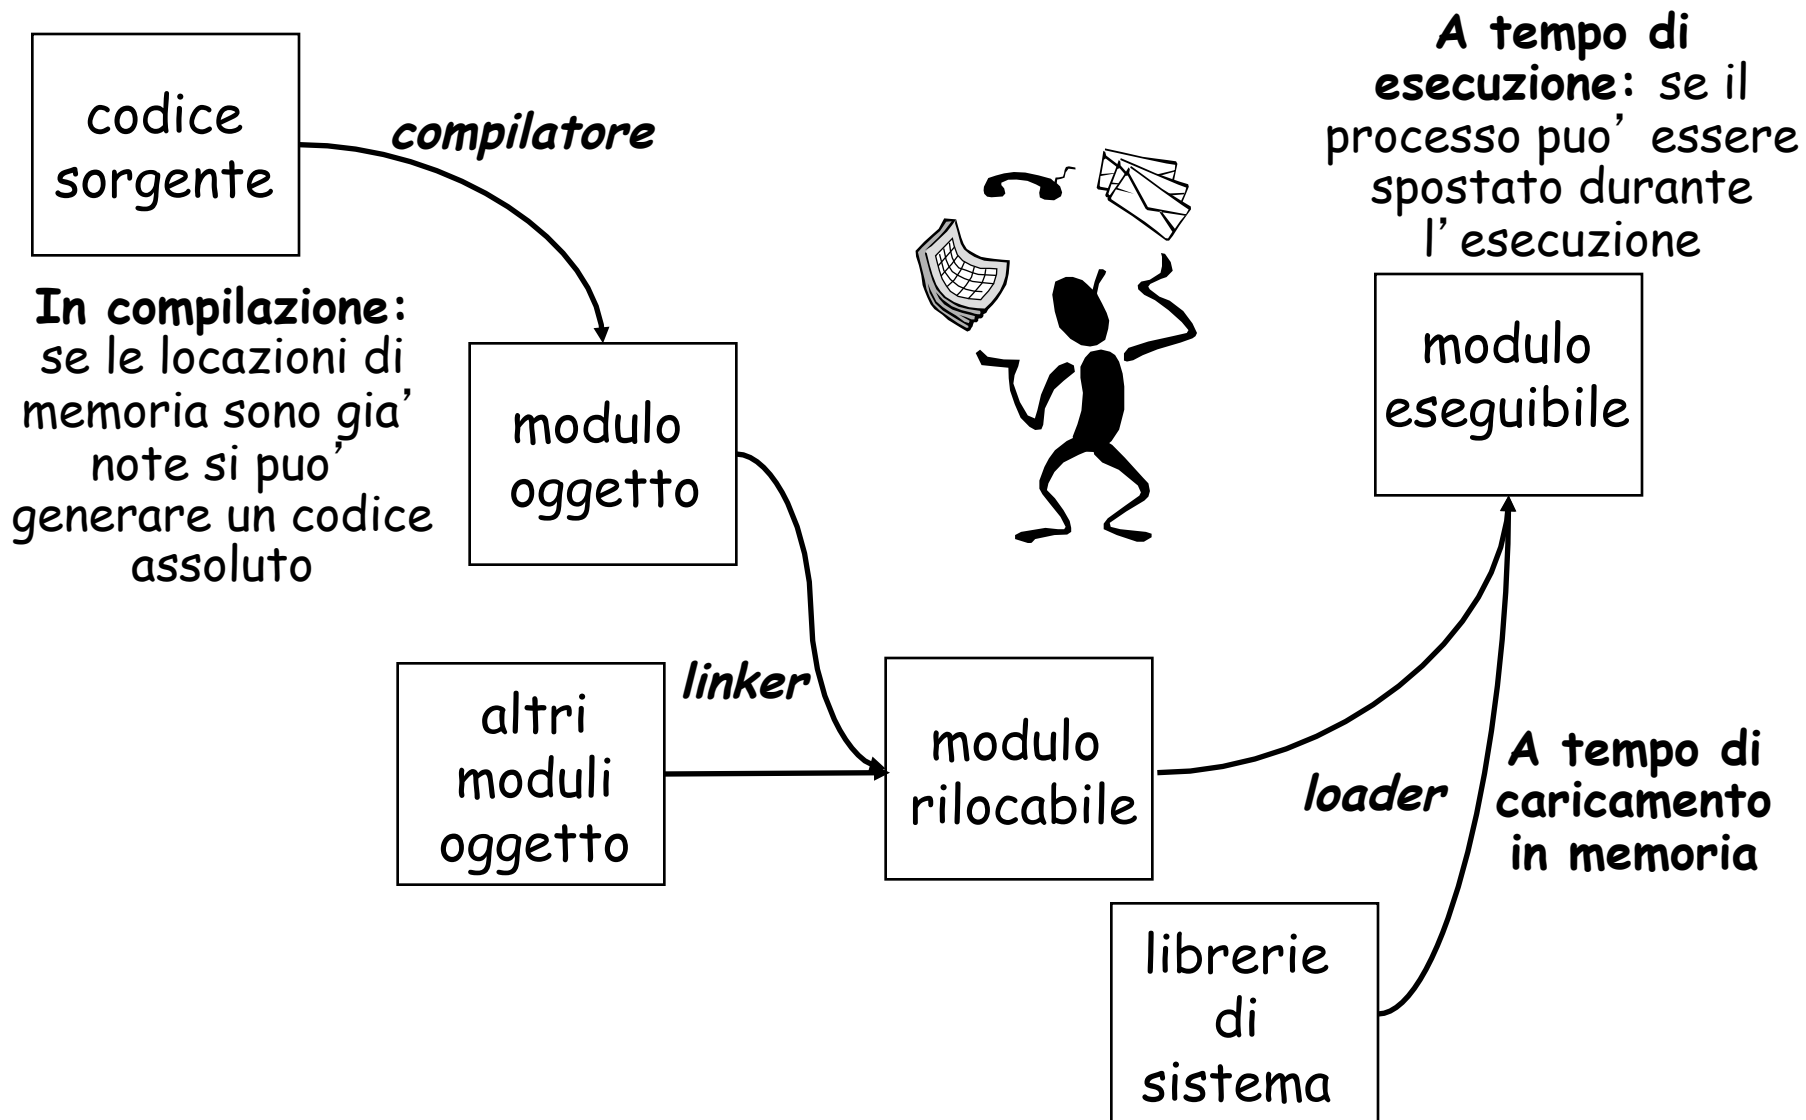 codice
sorgente
compilatore
A tempo di
esecuzione: se il
processo puo’ essere
spostato durante
l’esecuzione
In compilazione:
se le locazioni di
memoria sono gia’
note si puo’
generare un codice
assoluto
modulo
oggetto
modulo
eseguibile
altri
moduli
oggetto
linker
modulo
rilocabile
loader
A tempo di
caricamento
in memoria
librerie
di
sistema